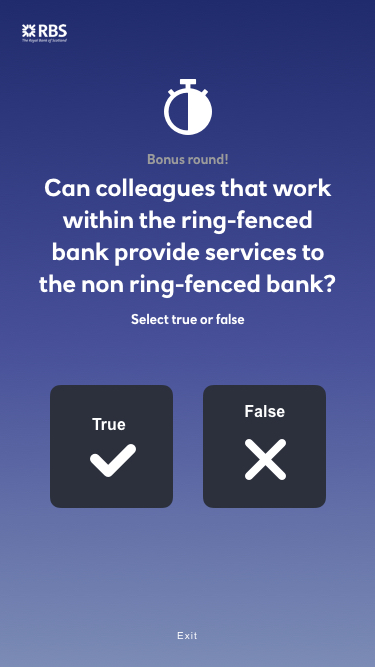 RBS
The Royal Bank of Scotland
Bonus round!
Can colleagues that work
within the ring-fenced
bank provide services to
the non ring-fenced bank?
Select true or false
True
False
Exit